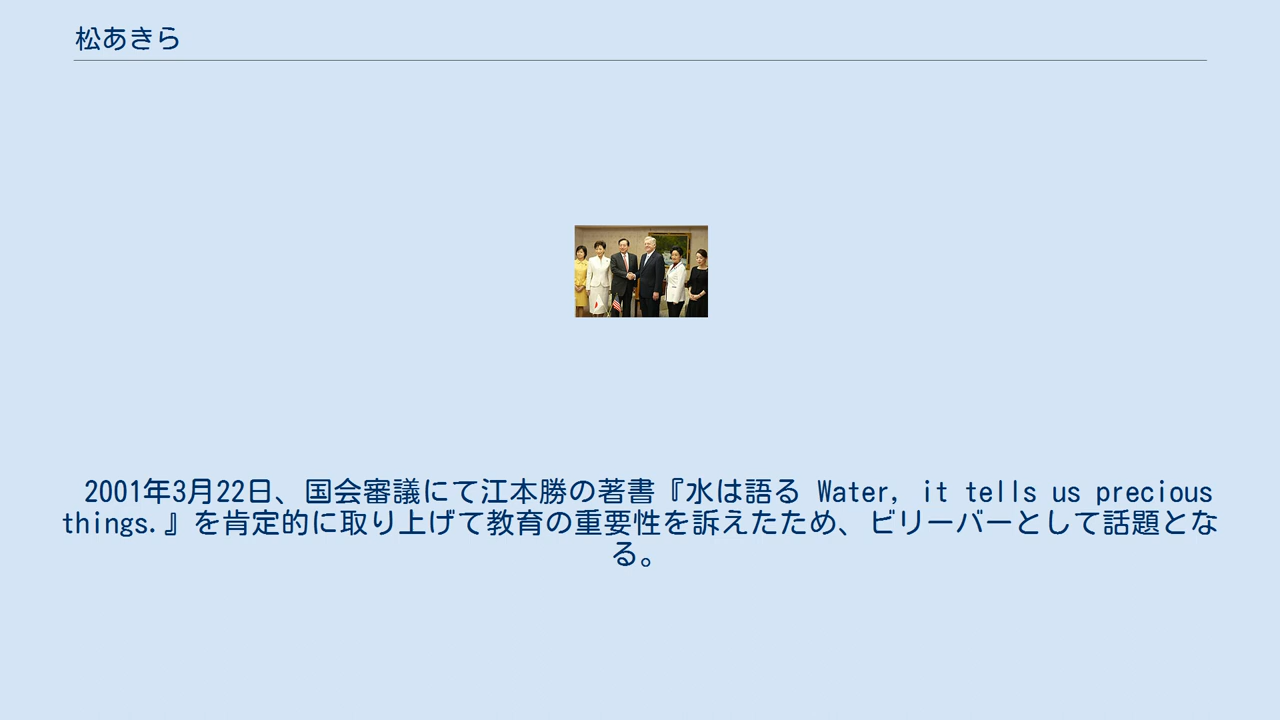 松あきら
2001年3月22日、国会審議にて江本勝の著書『水は語る Water, it tells us precious
things.』を肯定的に取り上げて教育の重要性を訴えたため、ビリーバーとして話題とな
る。